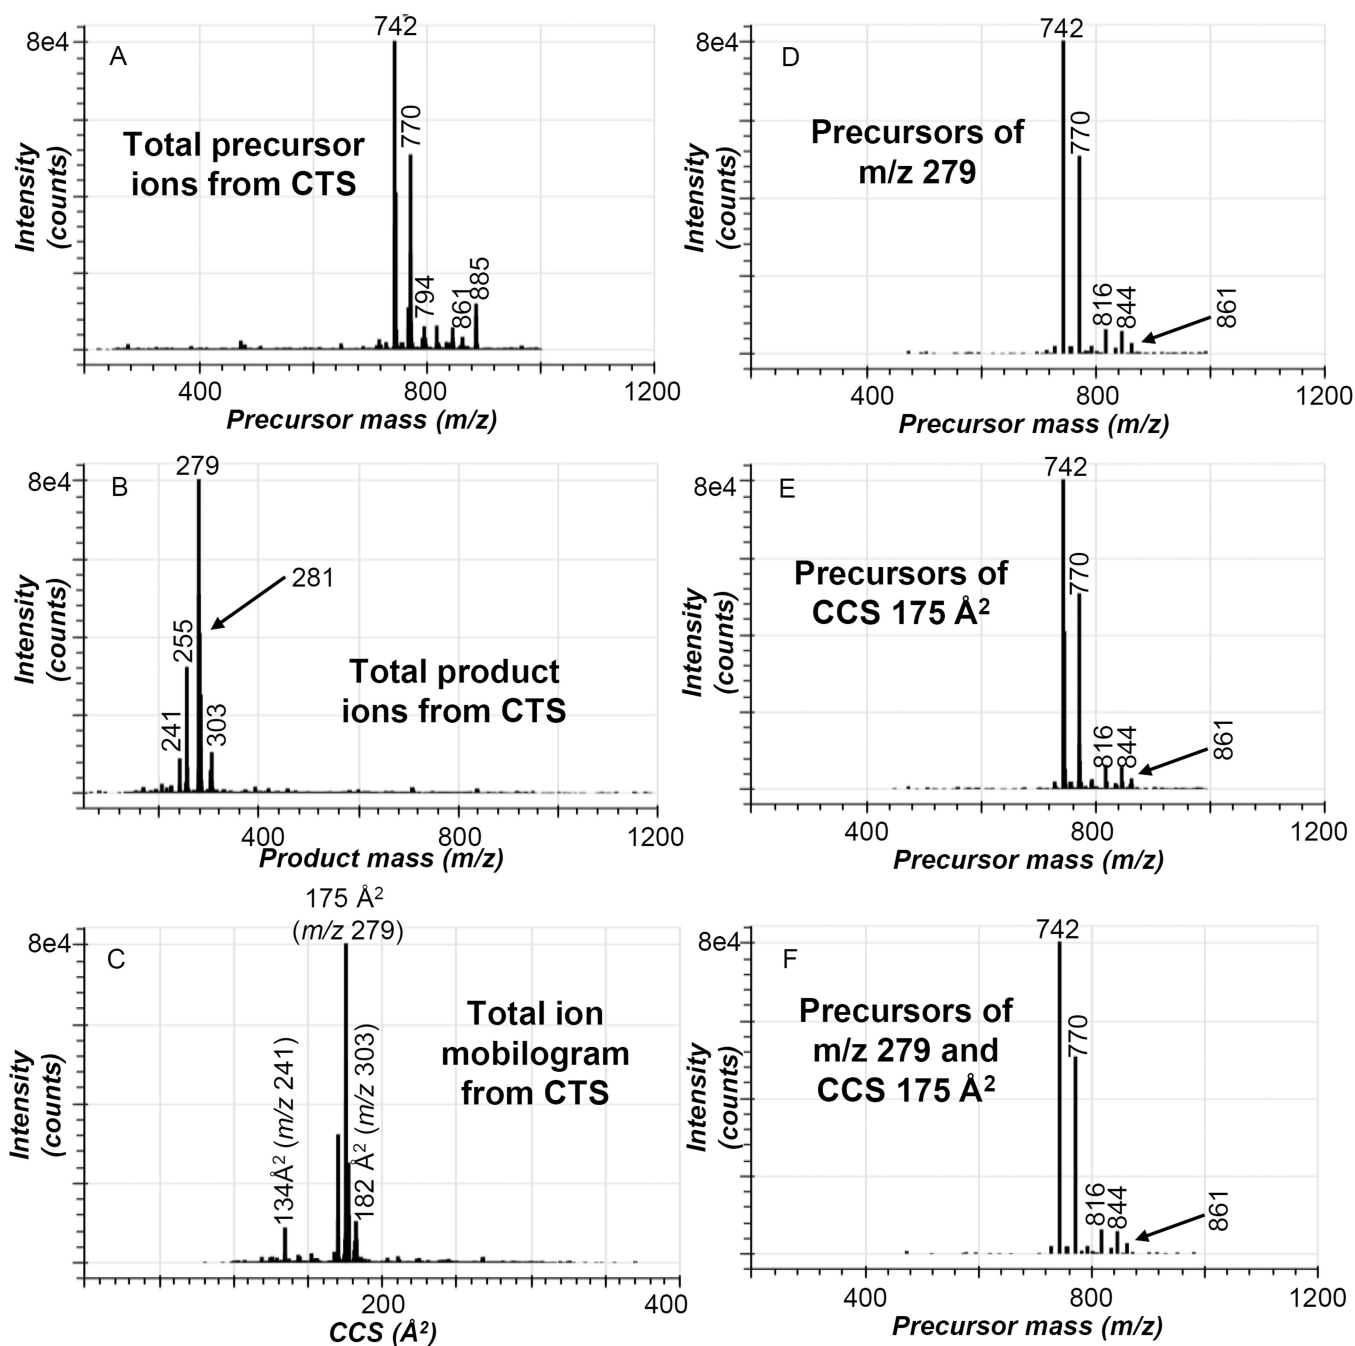 A
8e4
742
770
794
861
885
Total precursor
ions from CTS
Intensity
(counts)
400
800
1200
Precursor mass (m/z)
D
8e4
742
770
816
844
861
Precursors of
m/z 279
Intensity
(counts)
400
800
1200
Precursor mass (m/z)
B
8e4
279
281
255
241
303
Total product
ions from CTS
Intensity
(counts)
400
800
1200
Product mass (m/z)
E
8e4
742
770
816
844
861
Precursors of
CCS 175 Å²
Intensity
(counts)
400
800
1200
Precursor mass (m/z)
175 Å²
(m/z 279)
C
8e4
134Å² (m/z 241)
182 Å² (m/z 303)
Total ion
mobilogram
from CTS
Intensity
(counts)
200
400
CCS (Å²)
F
8e4
742
770
816
844
861
Precursors of
m/z 279 and
CCS 175 Å²
Intensity
(counts)
400
800
1200
Precursor mass (m/z)